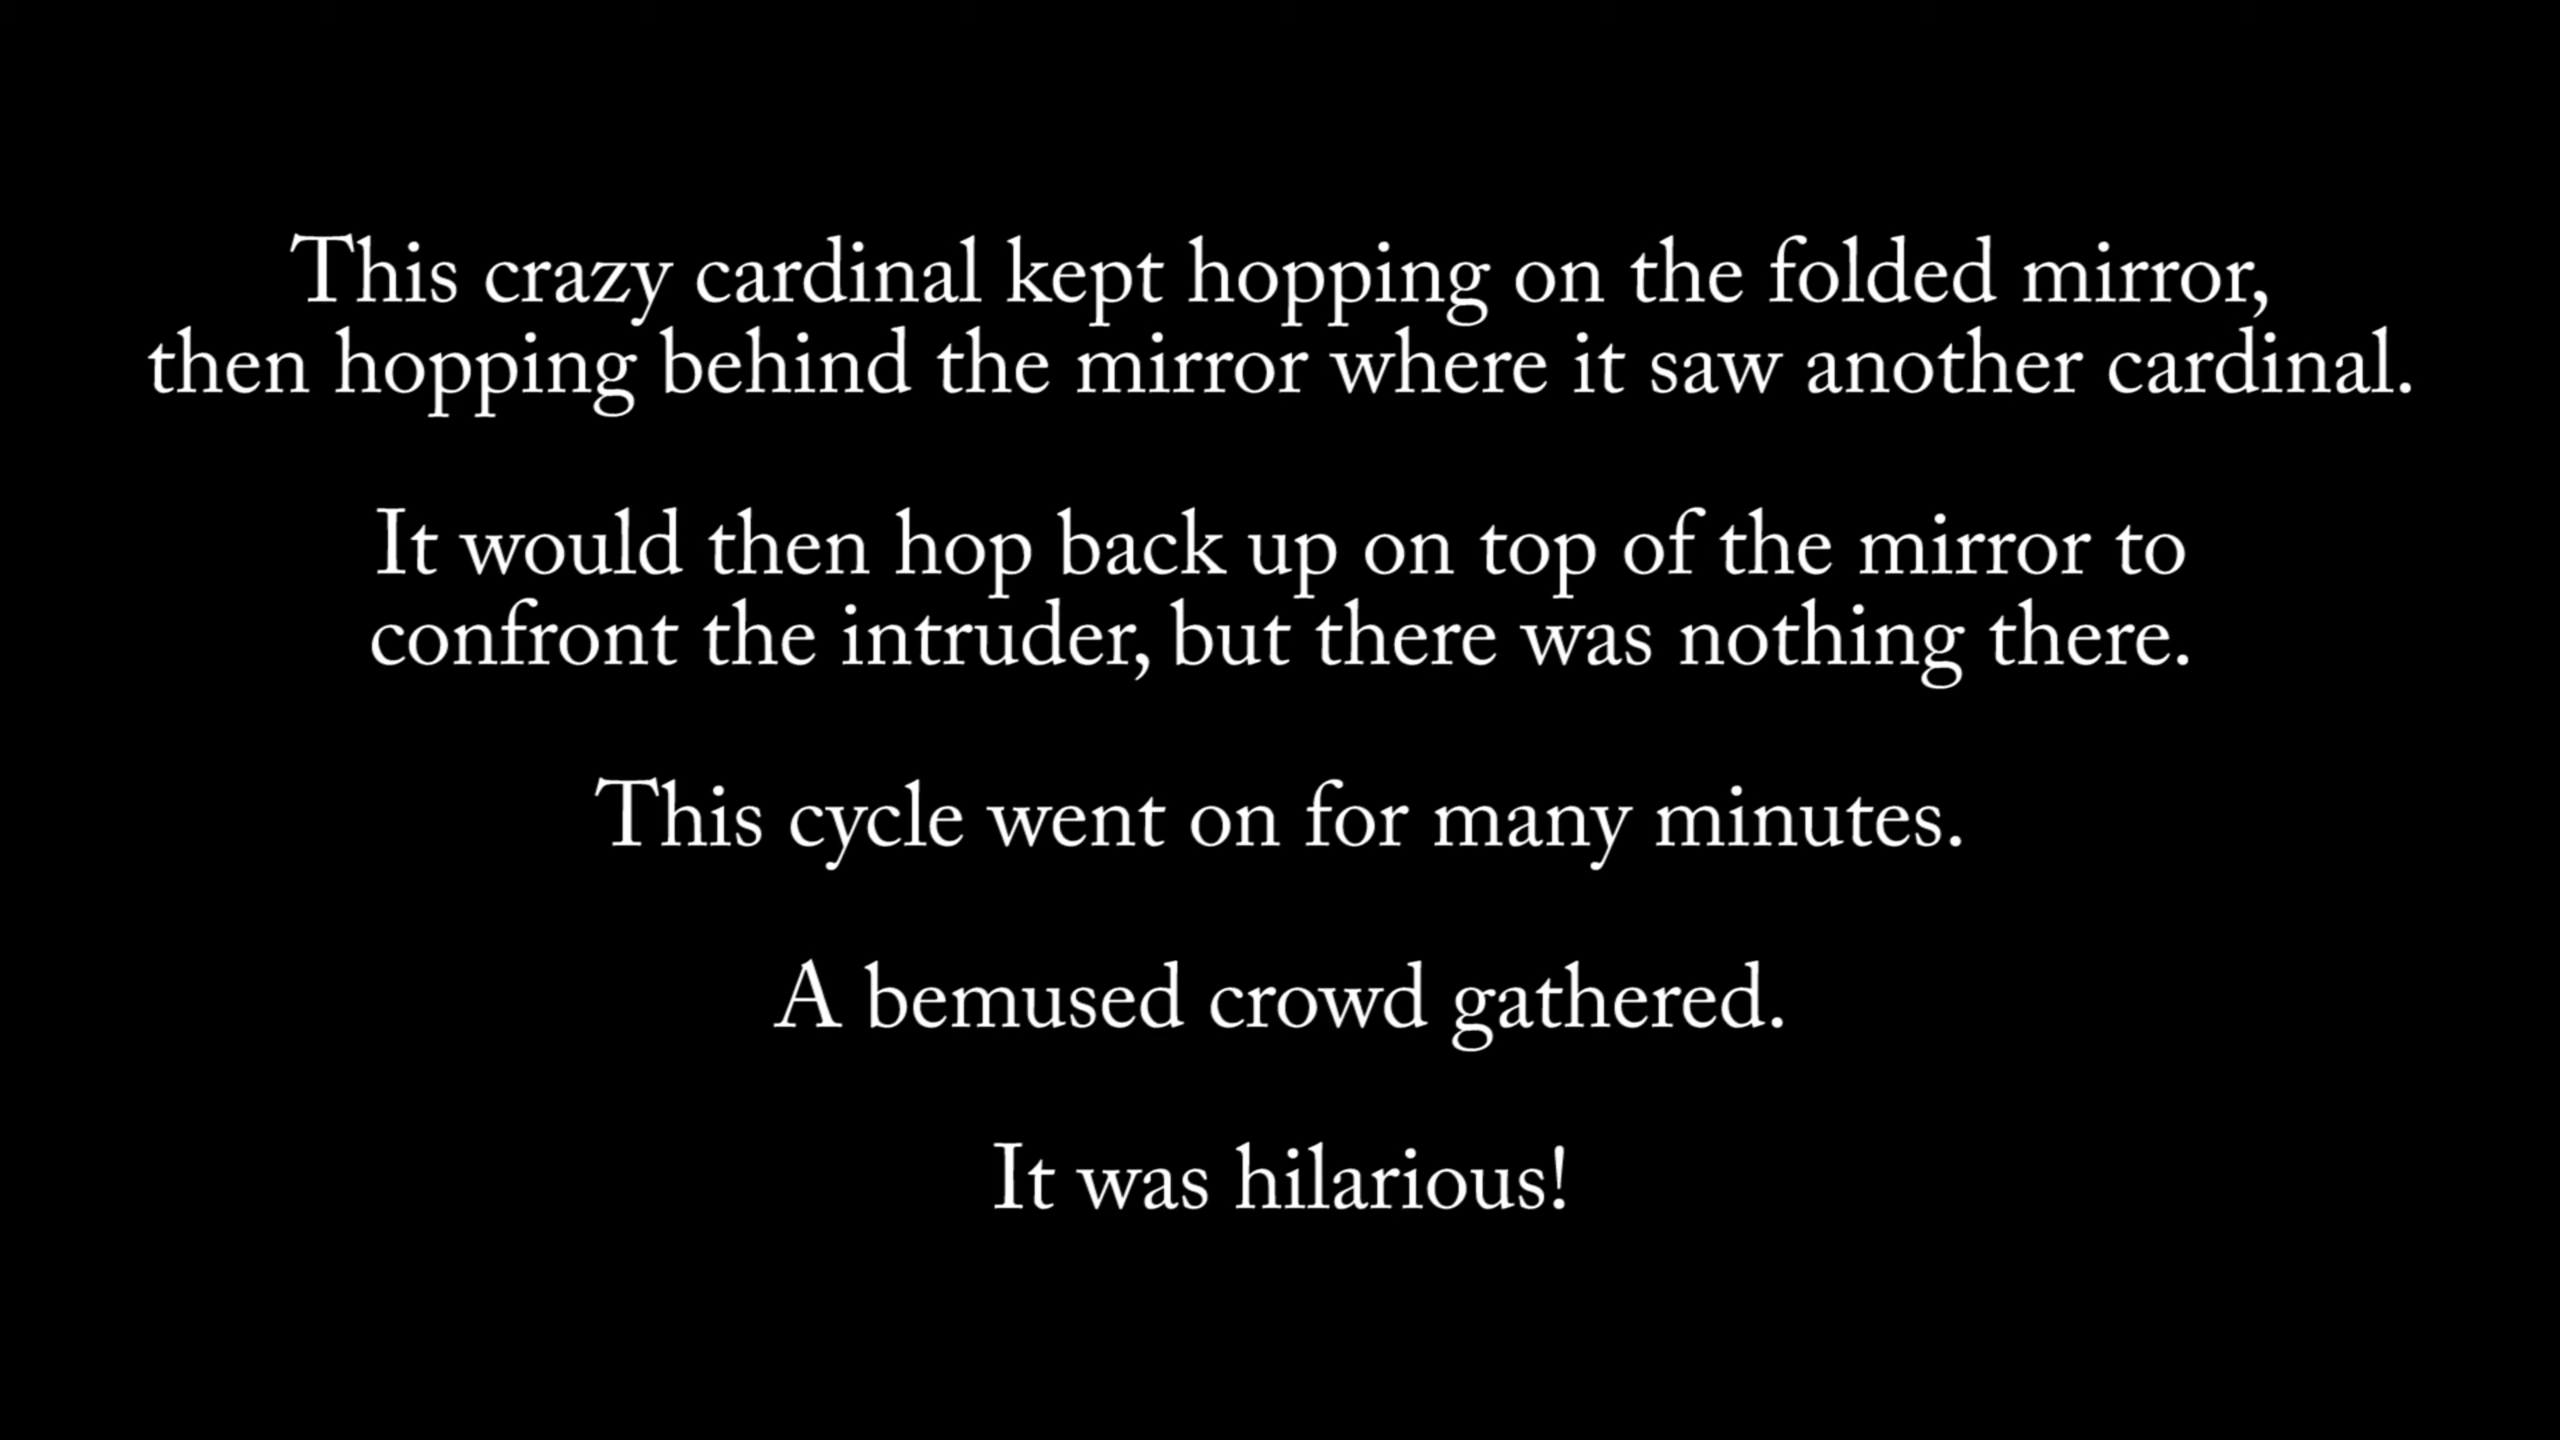 This crazy cardinal kept hopping on the folded mirror,
then hopping behind the mirror where it saw another cardinal.
It would then hop back up on top of the mirror to
confront the intruder, but there was nothing there.
This cycle went on for many minutes.
A bemused crowd gathered.
It was hilarious!